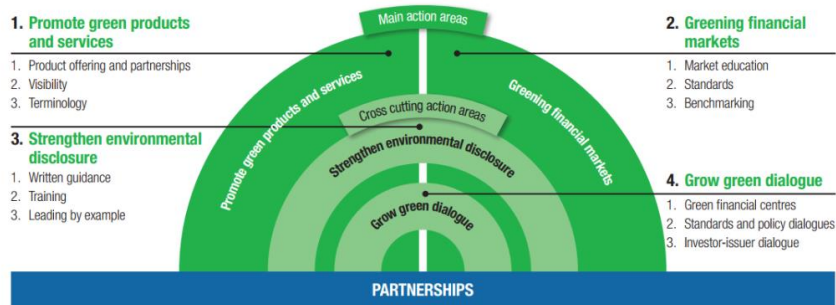 Main action areas
1. Promote green products
and services
1. Product offering and partnerships
2. Visibility
3. Terminology
2. Greening financial
markets
1. Market education
2. Standards
3. Benchmarking
Promote green products and services
Greening financial markets
Cross cutting action areas
Strengthen environmental disclosure
Grow green dialogue
3. Strengthen environmental
disclosure
1. Written guidance
2. Training
3. Leading by example
4. Grow green dialogue
1. Green financial centres
2. Standards and policy dialogues
3. Investor-issuer dialogue
PARTNERSHIPS